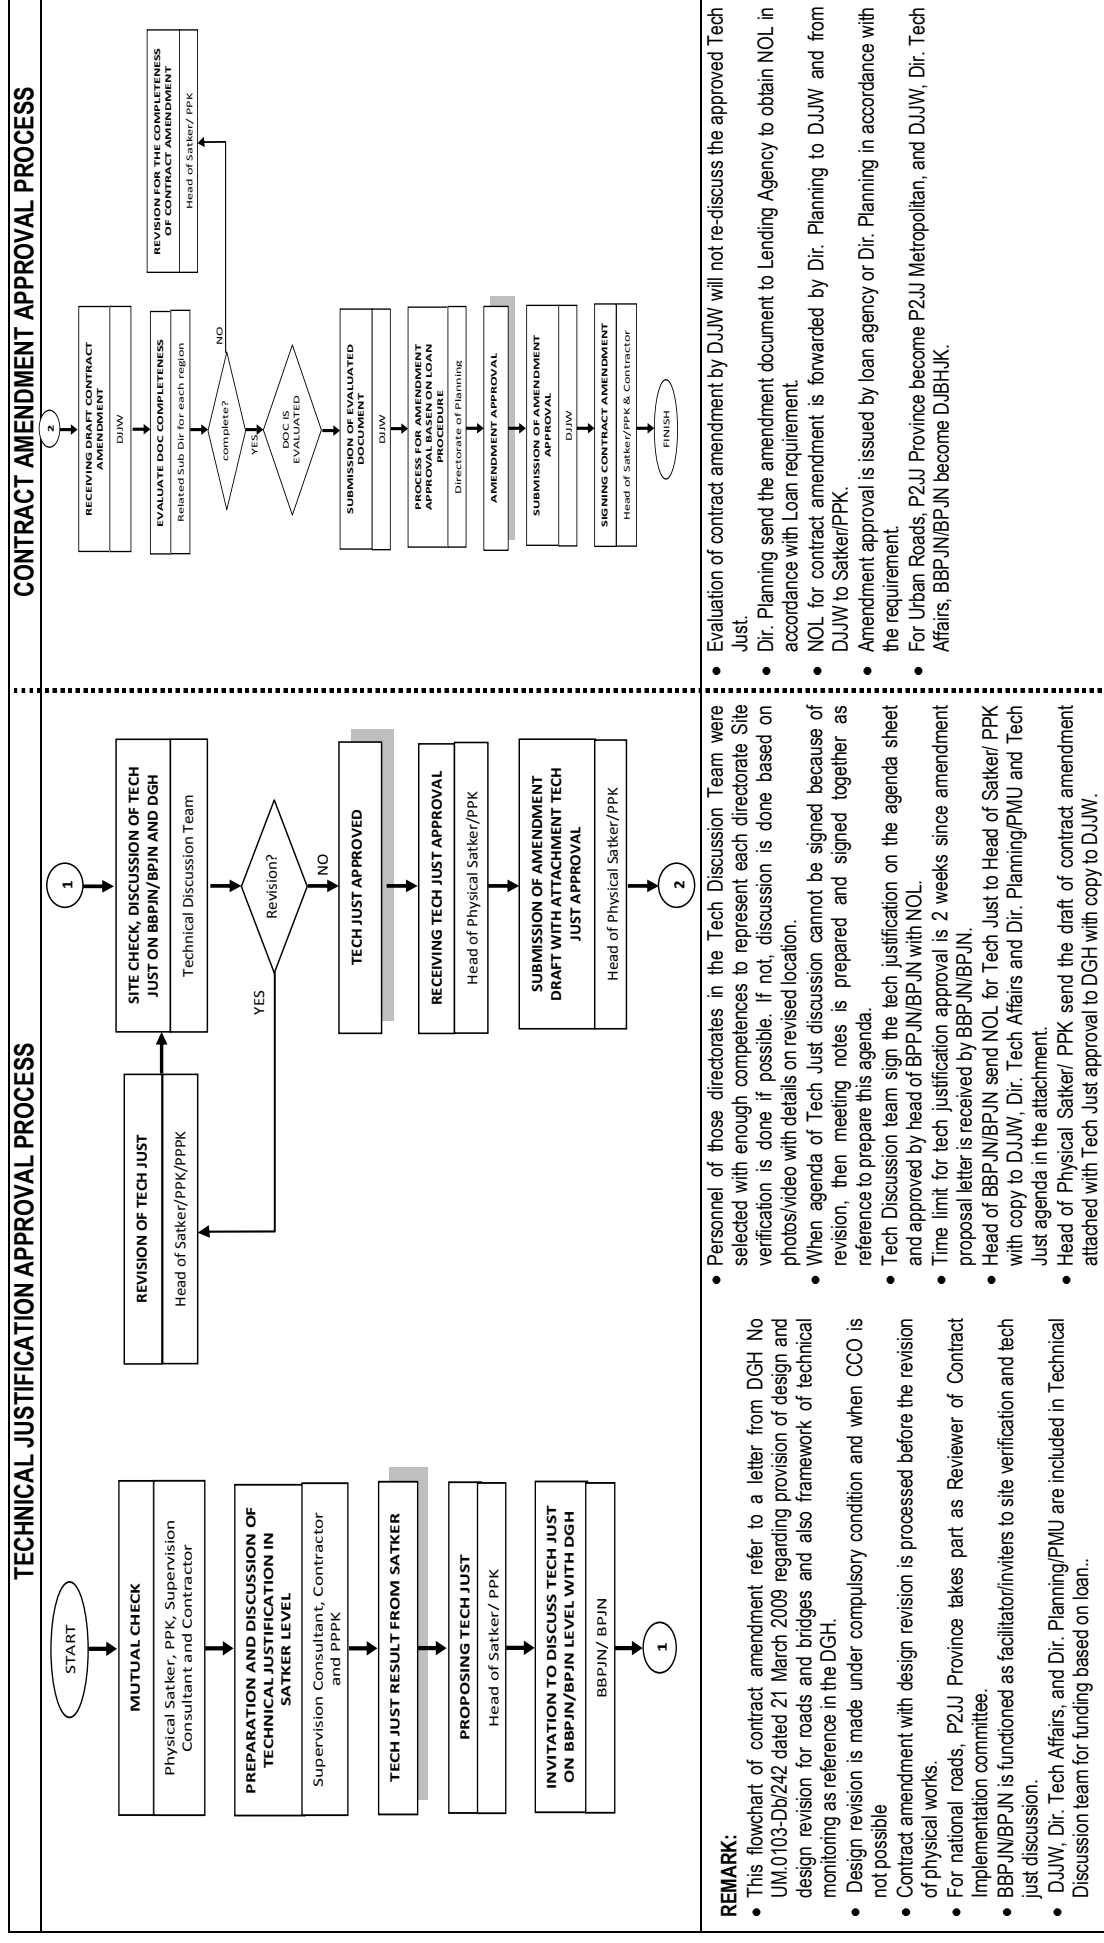 TECHNICAL JUSTIFICATION APPROVAL PROCESS
START
MUTUAL CHECK
Physical Satker, PPK, Supervision
Consultant and Contractor
PREPARATION AND DISCUSSION OF
TECHNICAL JUSTIFICATION IN
SATKER LEVEL
Supervision Consultant, Contractor
and PPPK
TECH JUST RESULT FROM SATKER
PROPOSING TECH JUST
Head of Satker/ PPK
INVITATION TO DISCUSS TECH JUST
ON BBPJN/BPJN LEVEL WITH DGH
BBPJN/ BPJN
1
REVISION OF TECH JUST
Head of Satker/PPK/PPPK
1
SITE CHECK, DISCUSSION OF TECH
JUST ON BBPJN/BPJN AND DGH
Technical Discussion Team
Revision?
YES
NO
TECH JUST APPROVED
RECEIVING TECH JUST APPROVAL
Head of Physical Satker/PPK
SUBMISSION OF AMENDMENT
DRAFT WITH ATTACHMENT TECH
JUST APPROVAL
Head of Physical Satker/PPK
2
CONTRACT AMENDMENT APPROVAL PROCESS
2
RECEIVING DRAFT CONTRACT
AMENDMENT
DJJW
EVALUATE DOC COMPLETENESS
Related Sub Dir for each region
complete?
NO
YES
REVISION FOR THE COMPLETENESS
OF CONTRACT AMENDMENT
Head of Satker/ PPK
DOC IS
EVALUATED
SUBMISSION OF EVALUATED
DOCUMENT
DJJW
PROCESS FOR AMENDMENT
APPROVAL BASED ON LOAN
PROCEDURE
Directorate of Planning
AMENDMENT APPROVAL
SUBMISSION OF AMENDMENT
APPROVAL
DJJW
SIGNING CONTRACT AMENDMENT
Head of Satker/PPK & Contractor
FINISH
REMARK:
• This flowchart of contract amendment refer to a letter from DGH No
UM.0103-Db/242 dated 21 March 2009 regarding provision of design and
design revision for roads and bridges and also framework of technical
monitoring as reference in the DGH.
• Design revision is made under compulsory condition and when CCO is
not possible
• Contract amendment with design revision is processed before the revision
of physical works.
• For national roads, P2JJ Province takes part as Reviewer of Contract
Implementation committee.
• BBPJN/BPJN is functioned as facilitator/inviters to site verification and tech
just discussion.
• DJJW, Dir. Tech Affairs, and Dir. Planning/PMU are included in Technical
Discussion team for funding based on loan..
• Personnel of those directorates in the Tech Discussion Team were
selected with enough competences to represent each directorate Site
verification is done if possible. If not, discussion is done based on
photos/video with details on revised location.
• When agenda of Tech Just discussion cannot be signed because of
revision, then meeting notes is prepared and signed together as
reference to prepare this agenda.
• Tech Discussion team sign the tech justification on the agenda sheet
and approved by head of BPPJN/BPJN with NOL.
• Time limit for tech justification approval is 2 weeks since amendment
proposal letter is received by BBPJN/BPJN.
• Head of BBPJN/BPJN send NOL for Tech Just to Head of Satker/ PPK
with copy to DJJW, Dir. Tech Affairs and Dir. Planning/PMU and Tech
Just agenda in the attachment.
• Head of Physical Satker/ PPK send the draft of contract amendment
attached with Tech Just approval to DGH with copy to DJJW.
• Evaluation of contract amendment by DJJW will not re-discuss the approved Tech
Just.
• Dir. Planning send the amendment document to Lending Agency to obtain NOL in
accordance with Loan requirement.
• NOL for contract amendment is forwarded by Dir. Planning to DJJW and from
DJJW to Satker/PPK.
• Amendment approval is issued by loan agency or Dir. Planning in accordance with
the requirement.
• For Urban Roads, P2JJ Province become P2JJ Metropolitan, and DJJW, Dir. Tech
Affairs, BBPJN/BPJN become DJBHJK.